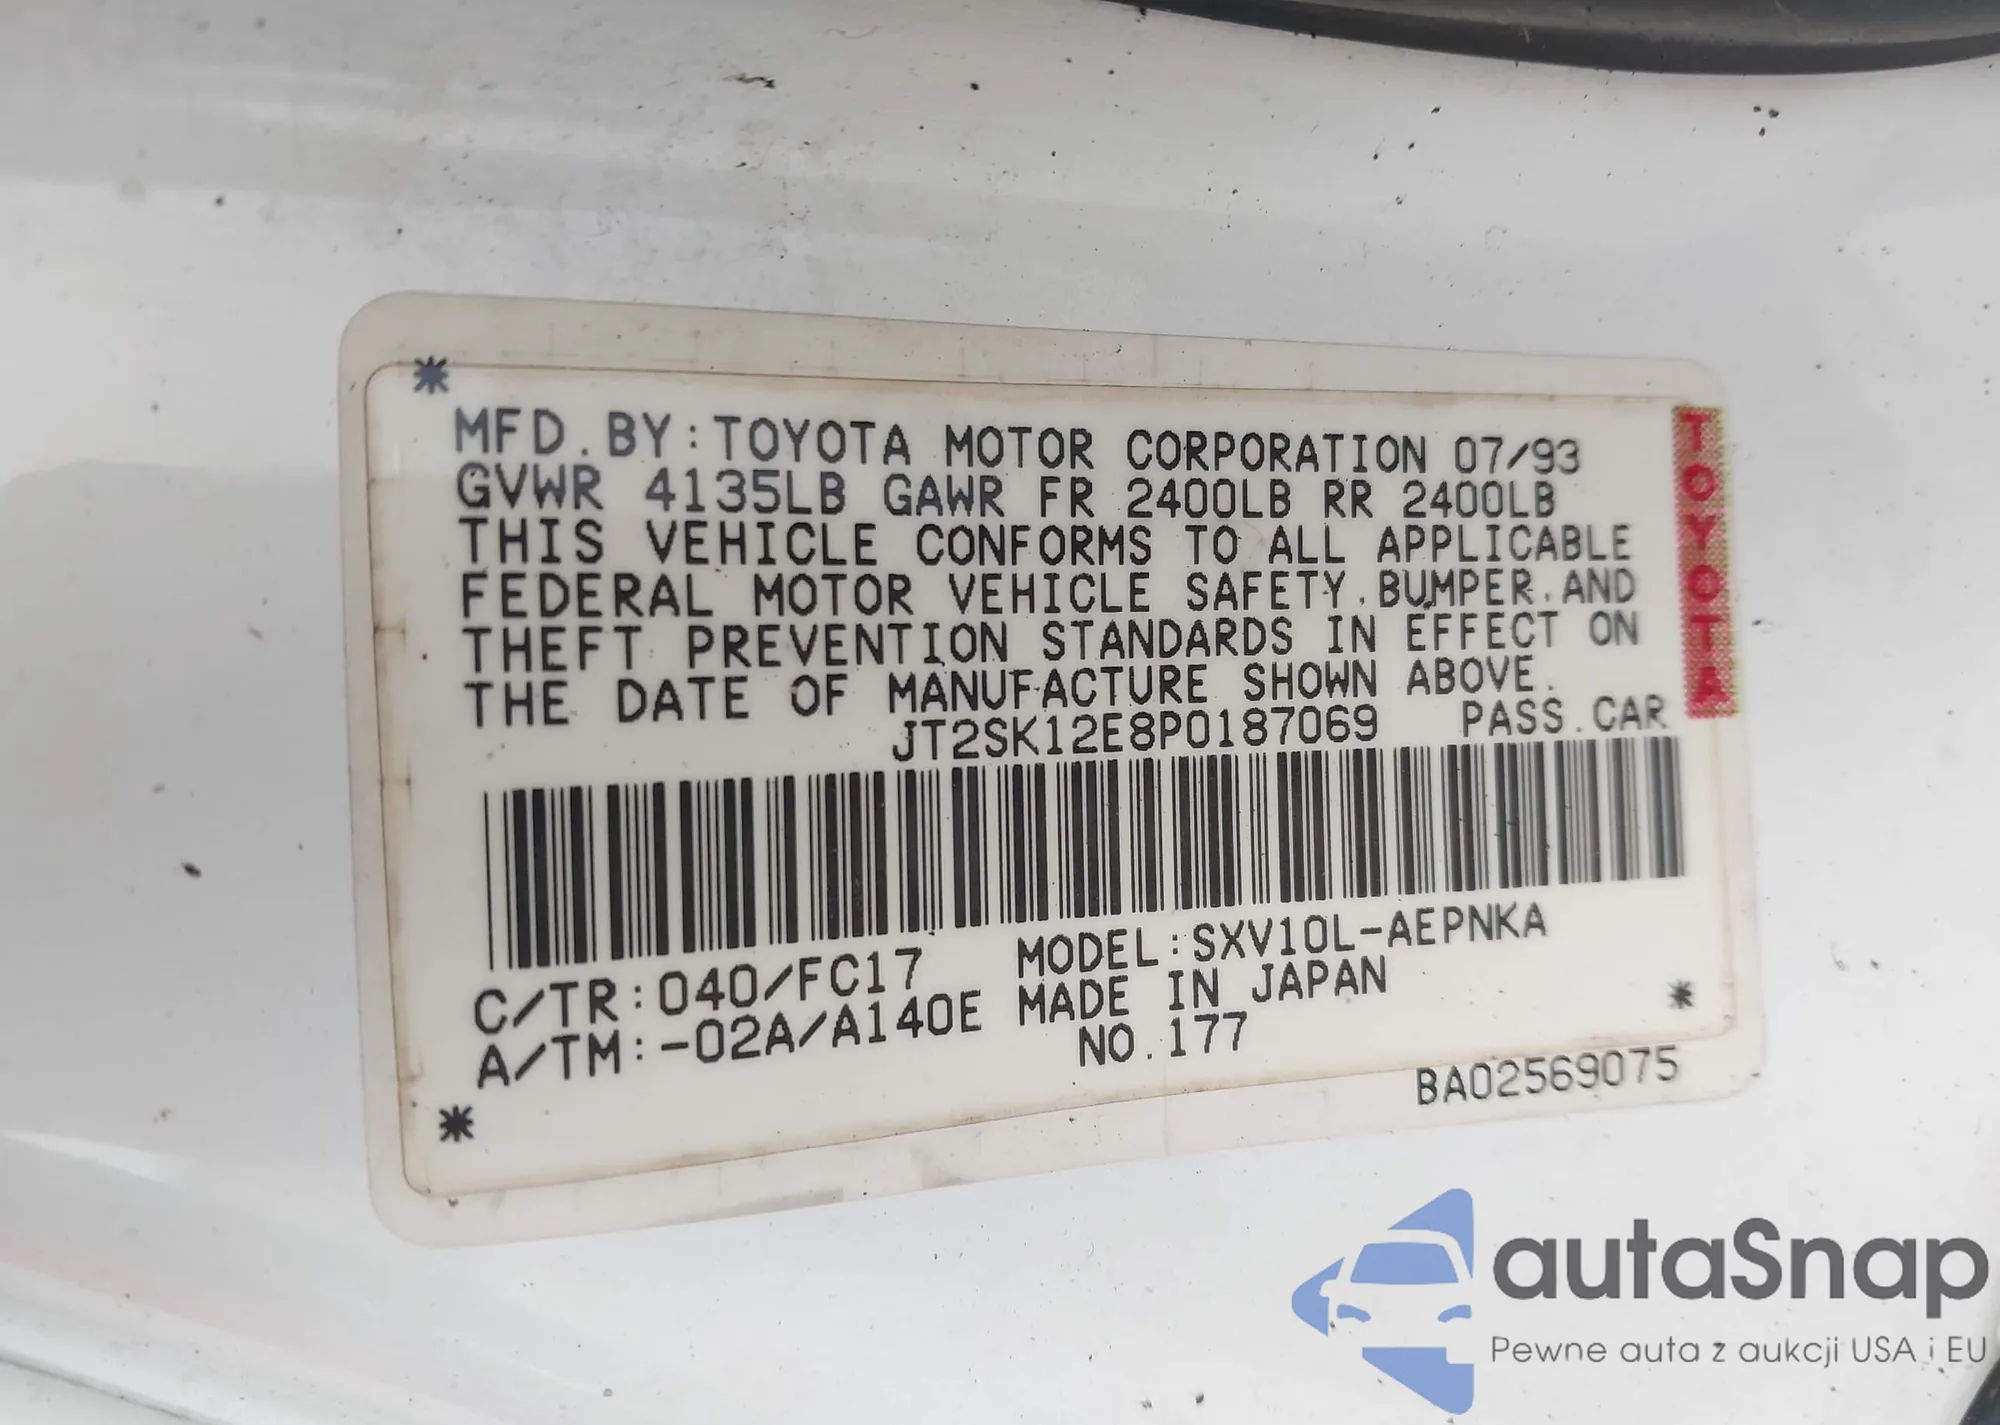 MFD. BY: TOYOTA MOTOR CORPORATION 07/93
GVWR 4135LB GAWR FR 2400LB RR 2400LB
THIS VEHICLE CONFORMS TO ALL APPLICABLE
FEDERAL MOTOR VEHICLE SAFETY, BUMPER, AND
THEFT PREVENTION STANDARDS IN EFFECT ON
THE DATE OF MANUFACTURE SHOWN ABOVE.
JT2SK12E8P0187069 PASS. CAR
TOYOTA
C/TR: 040/FC17 MODEL: SXV10L-AEPNKA
A/TM: -02A/A140E MADE IN JAPAN
NO. 177
BA02569075
autaSnap
Pewne auta z aukcji USA i EU